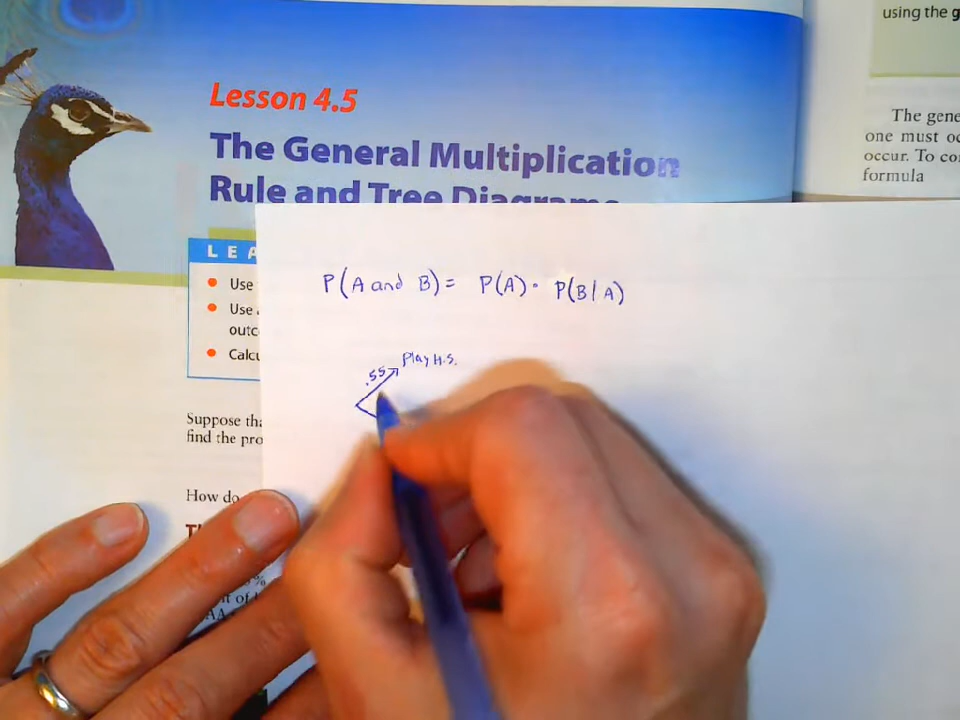 using the g
Lesson 4.5
The General Multiplication
Rule and Tree Diagrams
The gene
one must oc
occur. To co
formula
L E A
Use
Use
outc
Calcu
P(A and B) = P(A) · P(B|A)
.55
Play H.S.
Suppose tha
find the pro
How do